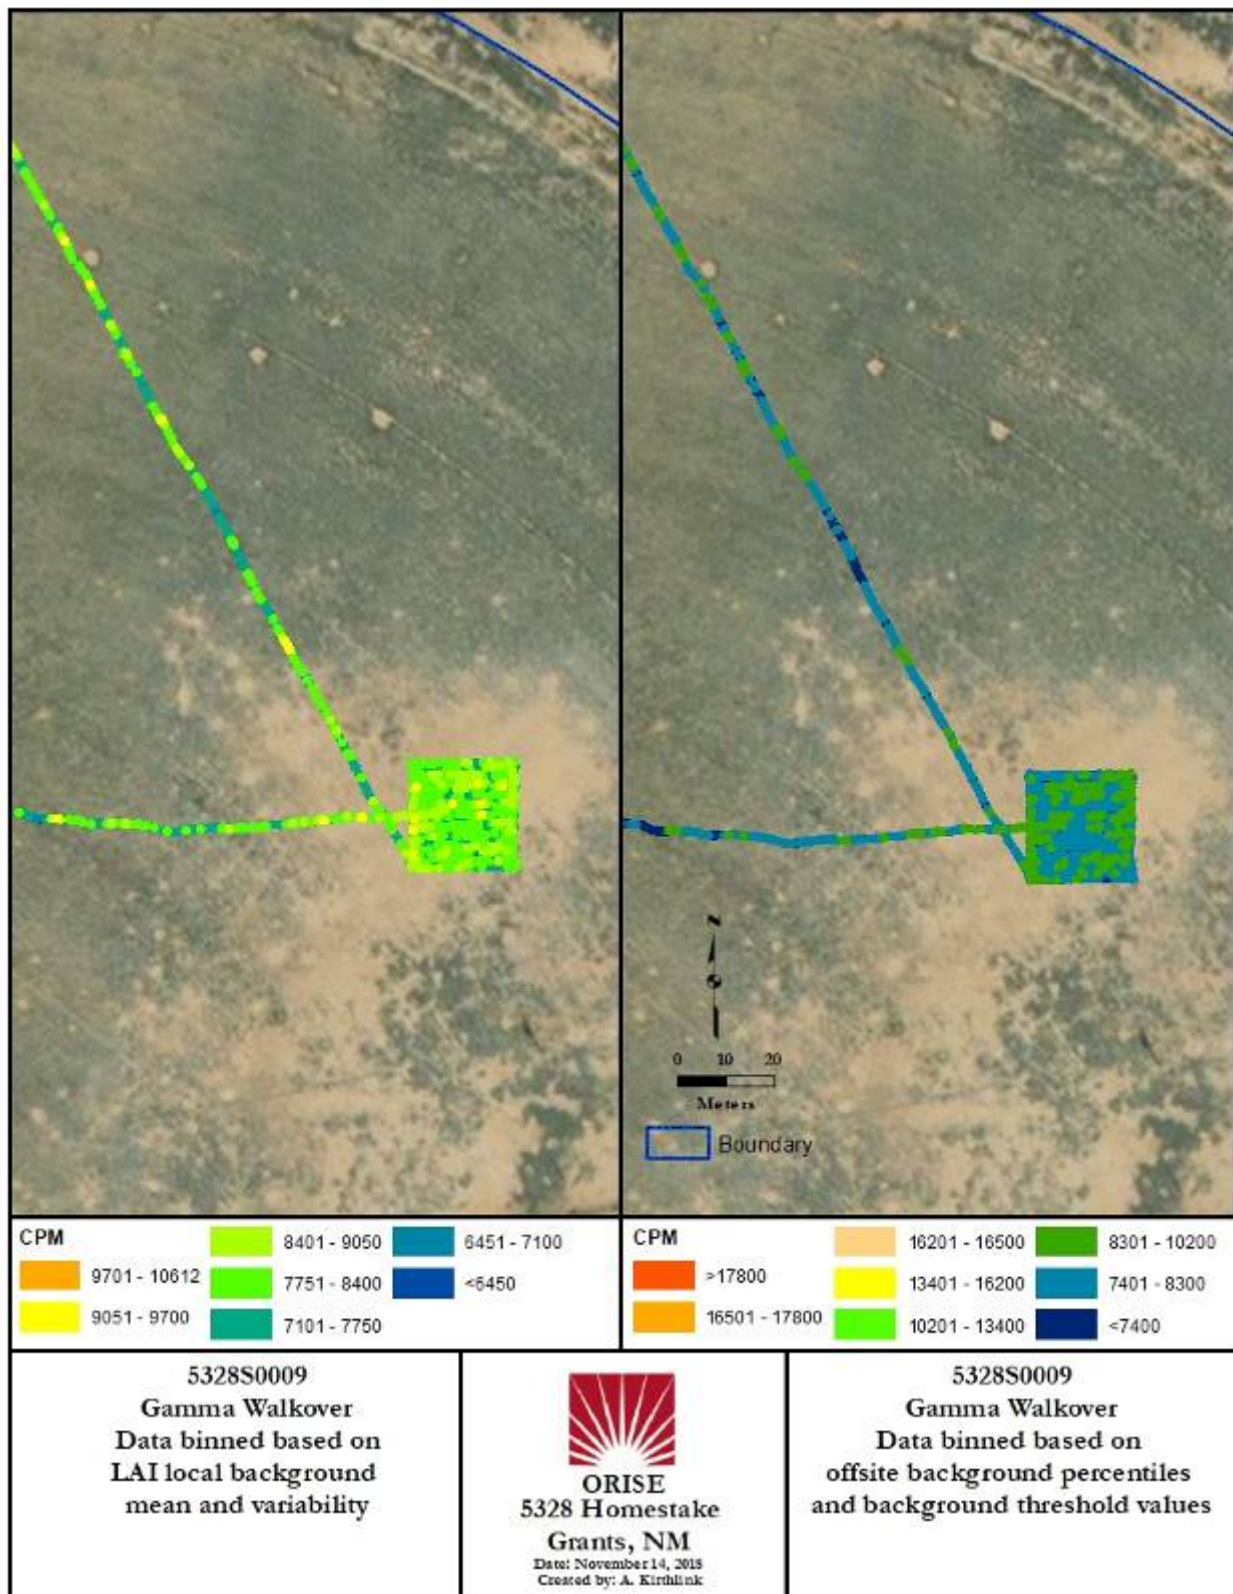 N
0 10 20
Meters
Boundary
CPM
9701 - 10612
9051 - 9700
8401 - 9050
7751 - 8400
7101 - 7750
6451 - 7100
<6450
CPM
>17800
16501 - 17800
16201 - 16500
13401 - 16200
10201 - 13400
8301 - 10200
7401 - 8300
<7400
5328S0009
Gamma Walkover
Data binned based on
LAI local background
mean and variability
ORISE
5328 Homestake
Grants, NM
Date: November 14, 2018
Created by: A. Kirthlink
5328S0009
Gamma Walkover
Data binned based on
offsite background percentiles
and background threshold values